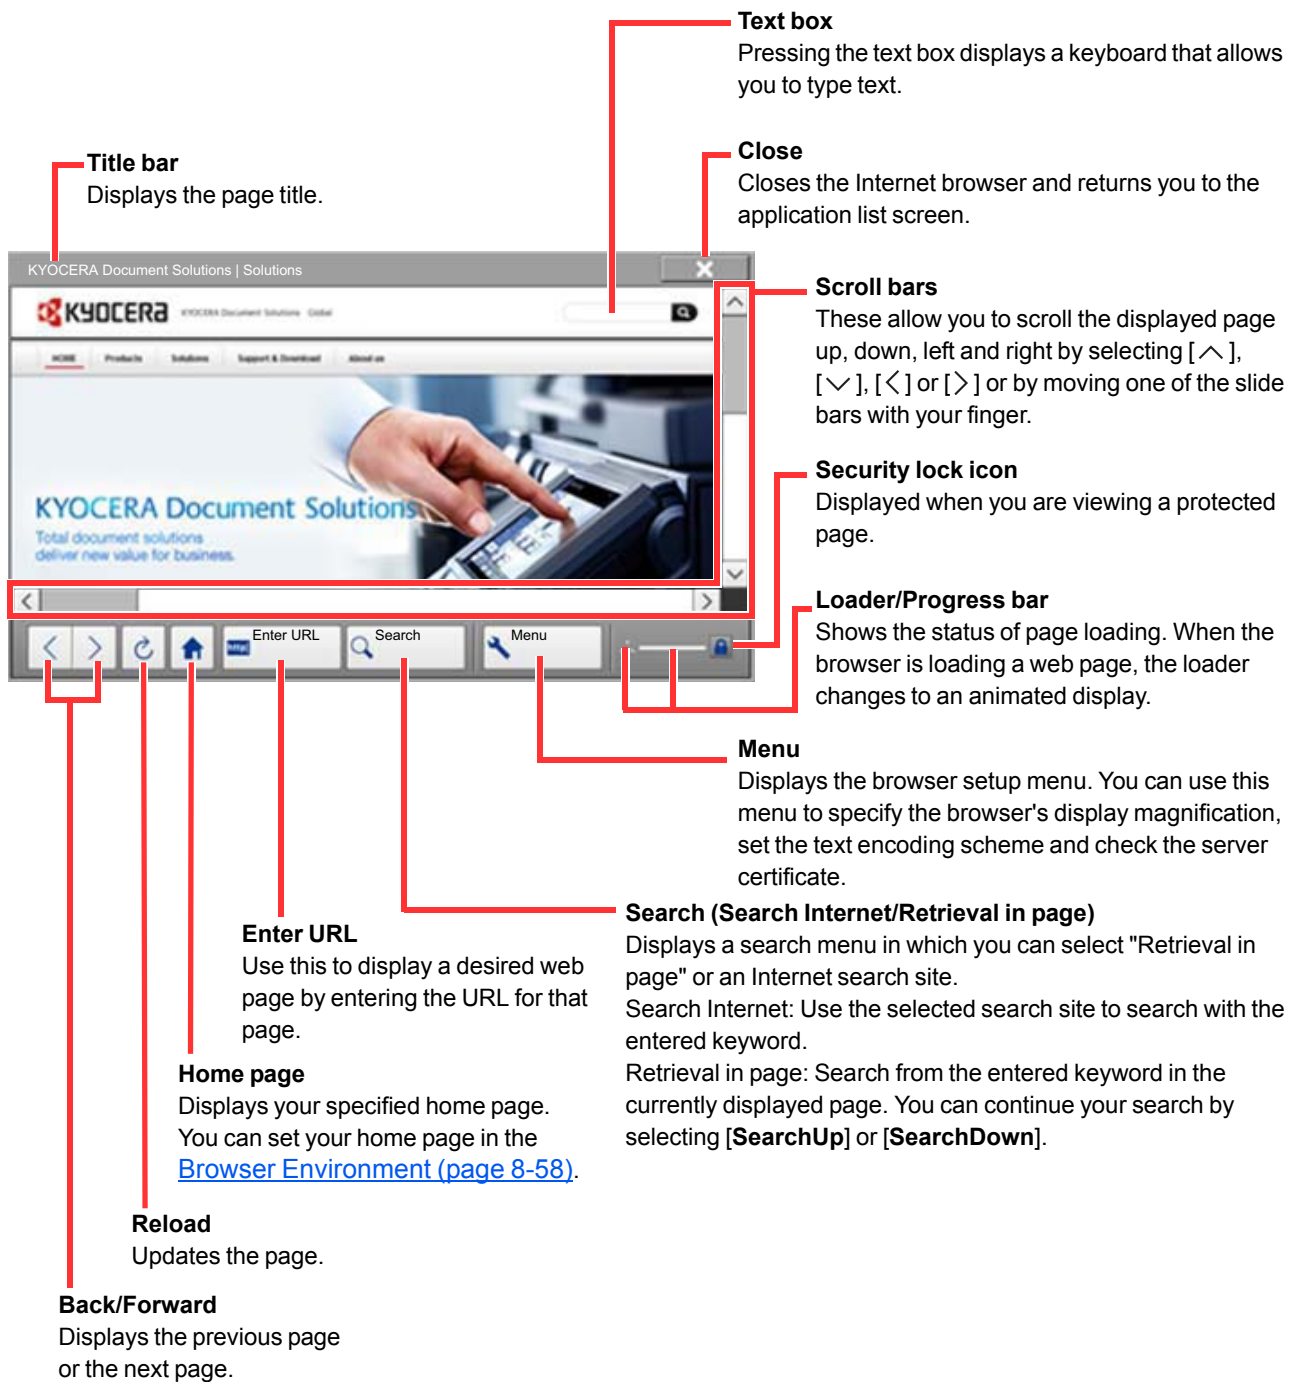 Text box
Pressing the text box displays a keyboard that allows
you to type text.
Close
Closes the Internet browser and returns you to the
application list screen.
Title bar
Displays the page title.
KYOCERA Document Solutions | Solutions
KYOCERA KYOCERA Document Solutions Global
HOME Products Solutions Support & Download About us
KYOCERA Document Solutions
Total document solutions
deliver new value for business.
Enter URL
Search
Menu
Scroll bars
These allow you to scroll the displayed page
up, down, left and right by selecting [ ︿ ],
[ ﹀ ], [〈 ] or [ 〉] or by moving one of the slide
bars with your finger.
Security lock icon
Displayed when you are viewing a protected
page.
Loader/Progress bar
Shows the status of page loading. When the
browser is loading a web page, the loader
changes to an animated display.
Menu
Displays the browser setup menu. You can use this
menu to specify the browser's display magnification,
set the text encoding scheme and check the server
certificate.
Search (Search Internet/Retrieval in page)
Displays a search menu in which you can select "Retrieval in
page" or an Internet search site.
Search Internet: Use the selected search site to search with the
entered keyword.
Retrieval in page: Search from the entered keyword in the
currently displayed page. You can continue your search by
selecting [SearchUp] or [SearchDown].
Enter URL
Use this to display a desired web
page by entering the URL for that
page.
Home page
Displays your specified home page.
You can set your home page in the
Browser Environment (page 8-58).
Reload
Updates the page.
Back/Forward
Displays the previous page
or the next page.